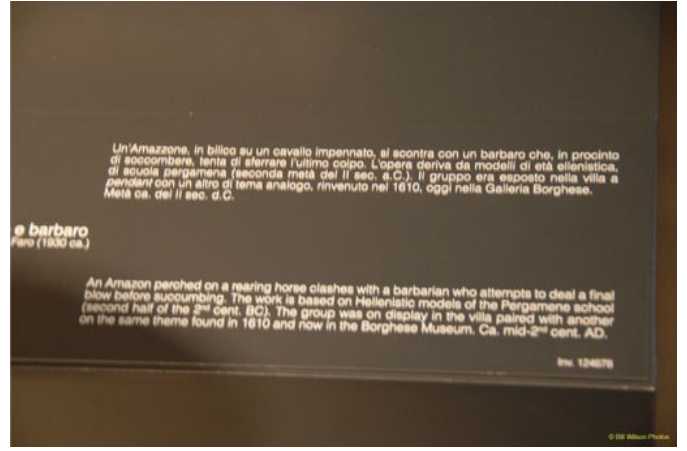 Un'Amazzone, in bilico su un cavallo impennato, si scontra con un barbaro che, in procinto
di soccombere, tenta di sferrare l'ultimo colpo. L'opera deriva da modelli di età ellenistica,
di scuola pergamena (seconda metà del II sec. a.C.). Il gruppo era esposto nella villa a
pendant con un altro di tema analogo, rinvenuto nel 1610, oggi nella Galleria Borghese.
Metà ca. del II sec. d.C.
e barbaro
Faro (1930 ca.)
An Amazon perched on a rearing horse clashes with a barbarian who attempts to deal a final
blow before succumbing. The work is based on Hellenistic models of the Pergamene school
(second half of the 2nd cent. BC). The group was on display in the villa paired with another
on the same theme found in 1610 and now in the Borghese Museum. Ca. mid-2nd cent. AD.
Inv. 124678
© Bill Wilson Photos